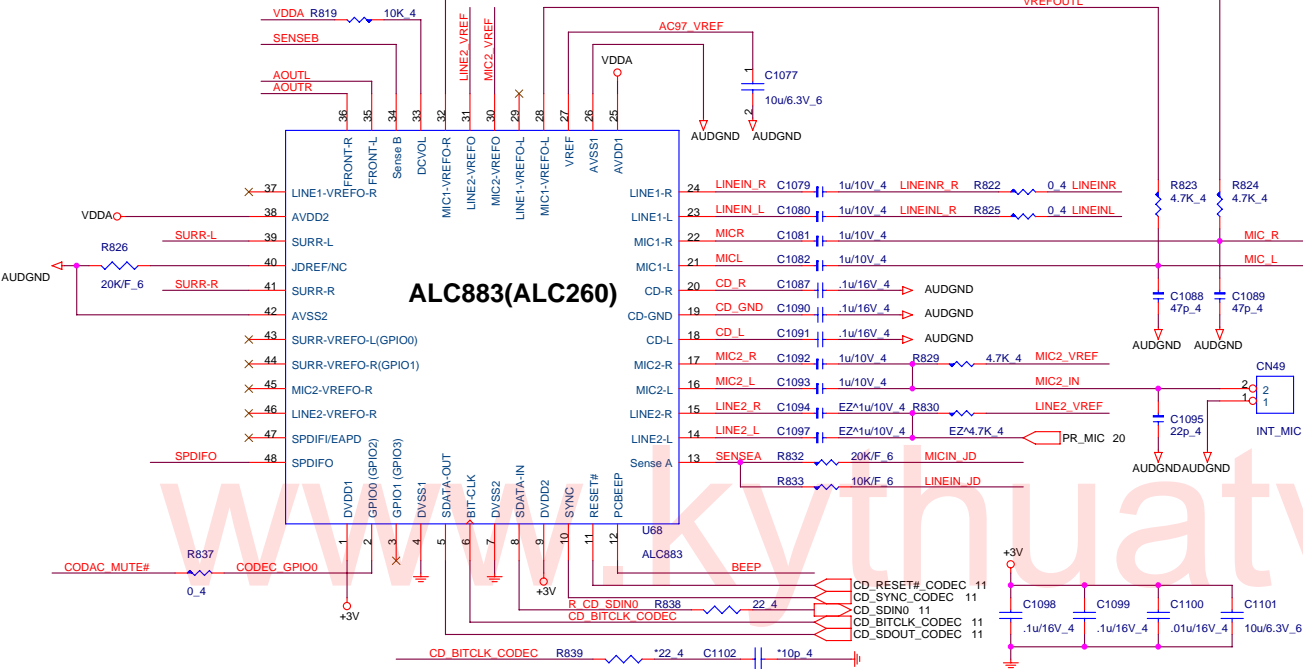 VREFOUTL
VDDA R819 10K_4
SENSEB
AOUTL
AOUTR
LINE2_VREF
MIC2_VREF
AC97_VREF
VDDA
1
C1077
10u/6.3V_6
2
AUDGND AUDGND
36 35 34 33 32 31 30 29 28 27 26 25
FRONT-R
FRONT-L
Sense B
DCVOL
MIC1-VREFO-R
LINE2-VREFO
MIC2-VREFO
LINE1-VREFO-L
MIC1-VREFO-L
VREF
AVSS1
AVDD1
37 LINE1-VREFO-R
VDDA 38 AVDD2
SURR-L 39 SURR-L
R826
20K/F_6
AUDGND
40 JDREF/NC
SURR-R 41 SURR-R
42 AVSS2
43 SURR-VREFO-L(GPIO0)
44 SURR-VREFO-R(GPIO1)
45 MIC2-VREFO-R
46 LINE2-VREFO-R
47 SPDIFI/EAPD
SPDIFO 48 SPDIFO
ALC883(ALC260)
LINE1-R 24 LINEIN_R C1079 1u/10V_4 LINEINR_R R822 0_4 LINEINR
LINE1-L 23 LINEIN_L C1080 1u/10V_4 LINEINL_R R825 0_4 LINEINL
MIC1-R 22 MICR C1081 1u/10V_4 MIC_R
MIC1-L 21 MICL C1082 1u/10V_4 MIC_L
CD-R 20 CD_R C1087 .1u/16V_4 AUDGND
CD-GND 19 CD_GND C1090 .1u/16V_4 AUDGND
CD-L 18 CD_L C1091 .1u/16V_4 AUDGND
MIC2-R 17 MIC2_R C1092 1u/10V_4 R829 4.7K_4 MIC2_VREF
MIC2-L 16 MIC2_L C1093 1u/10V_4 MIC2_IN
LINE2-R 15 LINE2_R C1094 EZ^1u/10V_4 R830 LINE2_VREF
LINE2-L 14 LINE2_L C1097 EZ^1u/10V_4 EZ^4.7K_4 PR_MIC 20
Sense A 13 SENSEA R832 20K/F_6 MICIN_JD
R833 10K/F_6 LINEIN_JD
R823
4.7K_4
R824
4.7K_4
C1088
47p_4
C1089
47p_4
AUDGND AUDGND
CN49
2 2
1 1
INT_MIC
C1095
22p_4
AUDGND AUDGND
DVDD1
GPIO0 (GPIO2)
GPIO1 (GPIO3)
DVSS1
SDATA-OUT
BIT-CLK
DVSS2
SDATA-IN
DVDD2
SYNC
RESET#
PCBEEP
1 2 3 4 5 6 7 8 9 10 11 12
U68
ALC883
CODAC_MUTE# R837 CODEC_GPIO0
0_4
+3V
+3V
BEEP
CD_RESET#_CODEC 11
CD_SYNC_CODEC 11
R_CD_SDIN0 R838 22_4 CD_SDIN0 11
CD_BITCLK_CODEC CD_BITCLK_CODEC 11
CD_SDOUT_CODEC 11
CD_BITCLK_CODEC R839 *22_4 C1102 *10p_4
+3V
C1098
.1u/16V_4
C1099
.1u/16V_4
C1100
.01u/16V_4
C1101
10u/6.3V_6
www.kythuatv